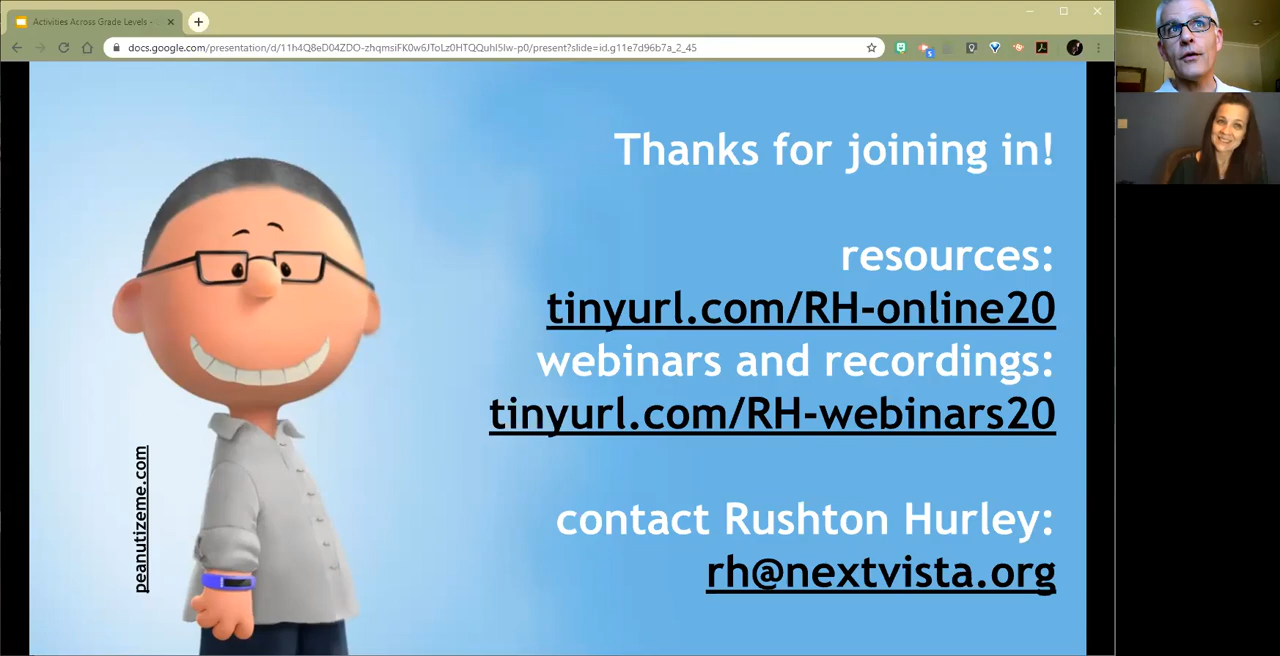 Activities Across Grade Levels -
docs.google.com/presentation/d/11h4Q8eD04ZDO-zhqmsiFK0w6JToLz0HTQQuhI5Iw-p0/present?slide=id.g11e7d96b7a_2_45
5
Thanks for joining in!
resources:
tinyurl.com/RH-online20
webinars and recordings:
tinyurl.com/RH-webinars20
contact Rushton Hurley:
rh@nextvista.org
peanutizeme.com